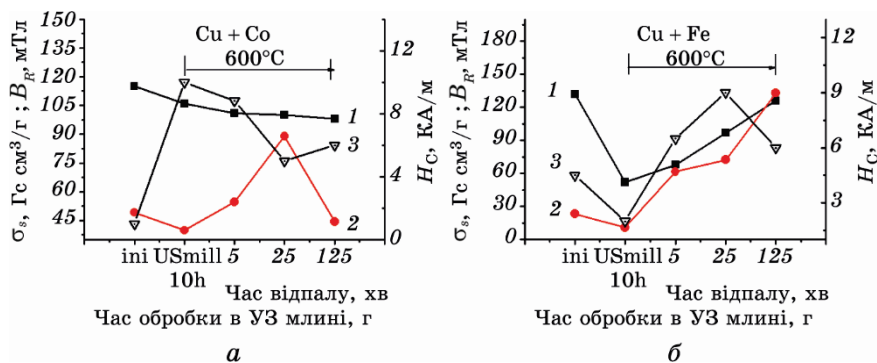 σs, Гс см³/г ; BR, мТл
150
135
120
105
90
75
60
45
Cu + Co
600°C
1
3
2
12
8
4
0
HC, КА/м
ini USmill 5 25 125
10h
Час відпалу, хв
Час обробки в УЗ млині, г
а
σs, Гс см³/г ; BR, мТл
180
150
120
90
60
30
0
Cu + Fe
600°C
1
3
2
12
9
6
3
HC, КА/м
ini USmill 5 25 125
10h
Час відпалу, хв
Час обробки в УЗ млині, г
б